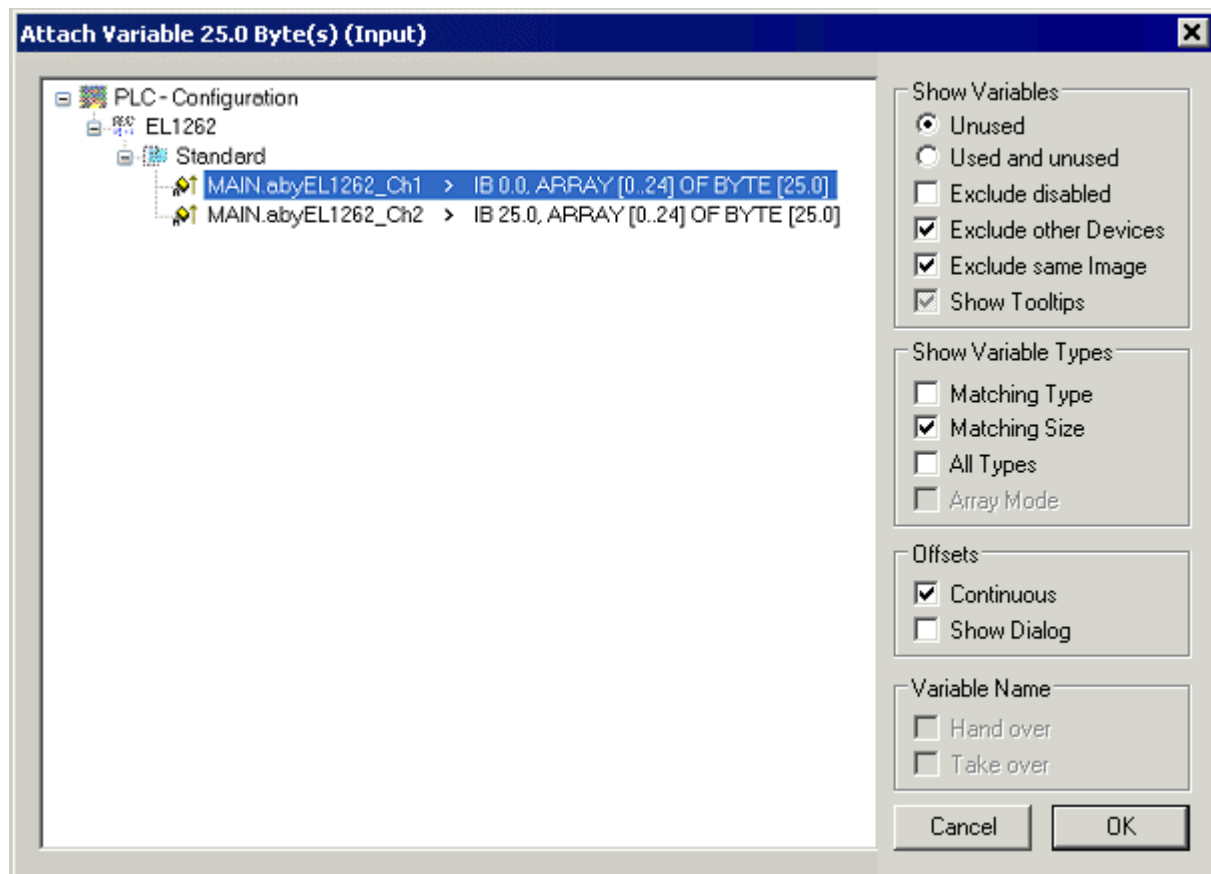 Attach Variable 25.0 Byte(s) (Input)
PLC - Configuration
EL1262
Standard
MAIN.abyEL1262_Ch1 > IB 0.0, ARRAY [0..24] OF BYTE [25.0]
MAIN.abyEL1262_Ch2 > IB 25.0, ARRAY [0..24] OF BYTE [25.0]
Show Variables
Unused
Used and unused
Exclude disabled
Exclude other Devices
Exclude same Image
Show Tooltips
Show Variable Types
Matching Type
Matching Size
All Types
Array Mode
Offsets
Continuous
Show Dialog
Variable Name
Hand over
Take over
Cancel
OK